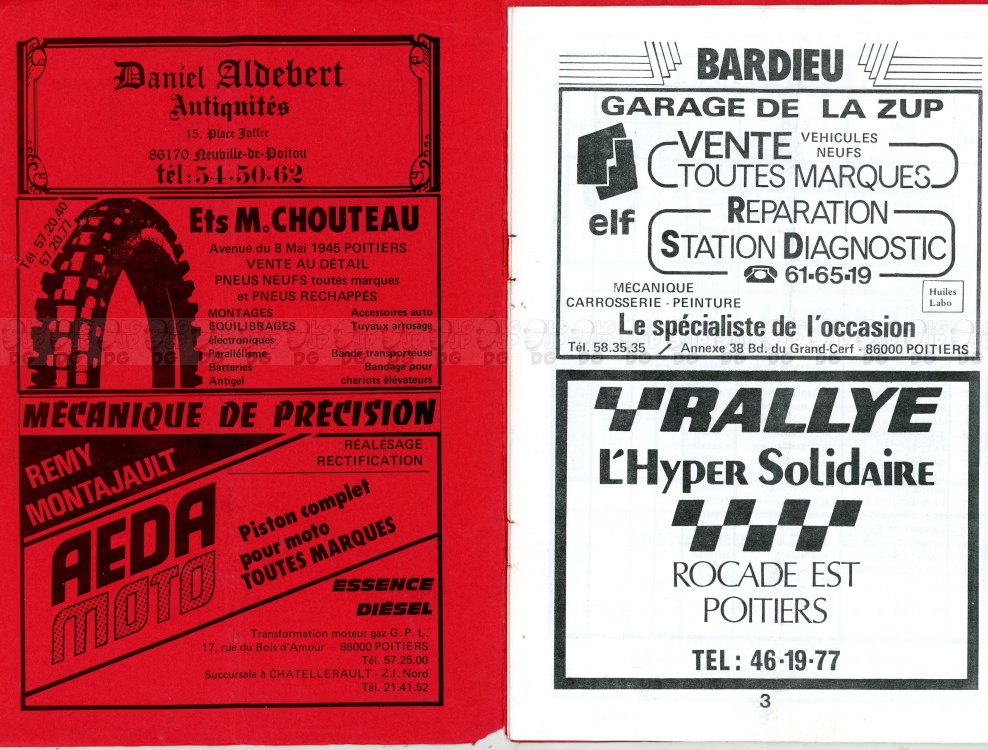 Daniel Aldebert
Antiquités
15, Place Joffre
86170 Neuville-de-Poitou
tél : 54-50-62
Tél. 57.20.40
57.20.77
Ets M. CHOUTEAU
Avenue du 8 Mai 1945 POITIERS
VENTE AU DÉTAIL
PNEUS NEUFS toutes marques
et PNEUS RECHAPPÉS
MONTAGES
EQUILIBRAGES
électroniques
Parallélisme
Batteries
Antigel
Accessoires auto
Tuyaux arrosage
Bande transporteuse
Bandage pour
chariots élévateurs
MÉCANIQUE DE PRÉCISION
REMY
MONTAJAULT
RÉALÉSAGE
RECTIFICATION
AEDA
MOTO
Piston complet
pour moto
TOUTES MARQUES
ESSENCE
DIÉSEL
Transformation moteur gaz G. P. L.
17, rue du Bois d'Amour – 86000 POITIERS
Tél. 57.25.00
Succursale à CHATELLERAULT - Z.I. Nord
Tél. 21.41.52
BARDIEU
GARAGE DE LA ZUP
elf
VENTE VEHICULES NEUFS
TOUTES MARQUES
REPARATION
STATION DIAGNOSTIC
61-65-19
MÉCANIQUE
CARROSSERIE - PEINTURE
Huiles
Labo
Le spécialiste de l'occasion
Tél. 58.35.35 / Annexe 38 Bd. du Grand-Cerf - 86000 POITIERS
RALLYE
L'Hyper Solidaire
ROCADE EST
POITIERS
TEL : 46-19-77
3